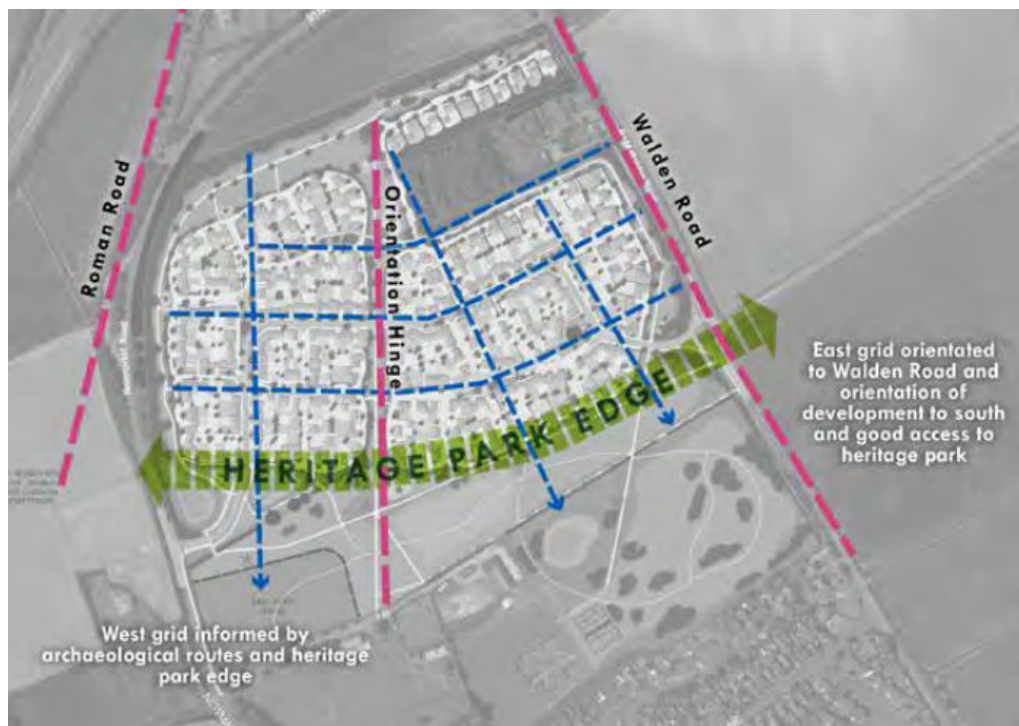 Roman Road
Orientation Hinge
Walden Road
HERITAGE PARK EDGE
East grid orientated
to Walden Road and
orientation of
development to south
and good access to
heritage park
West grid informed by
archaeological routes and heritage
park edge